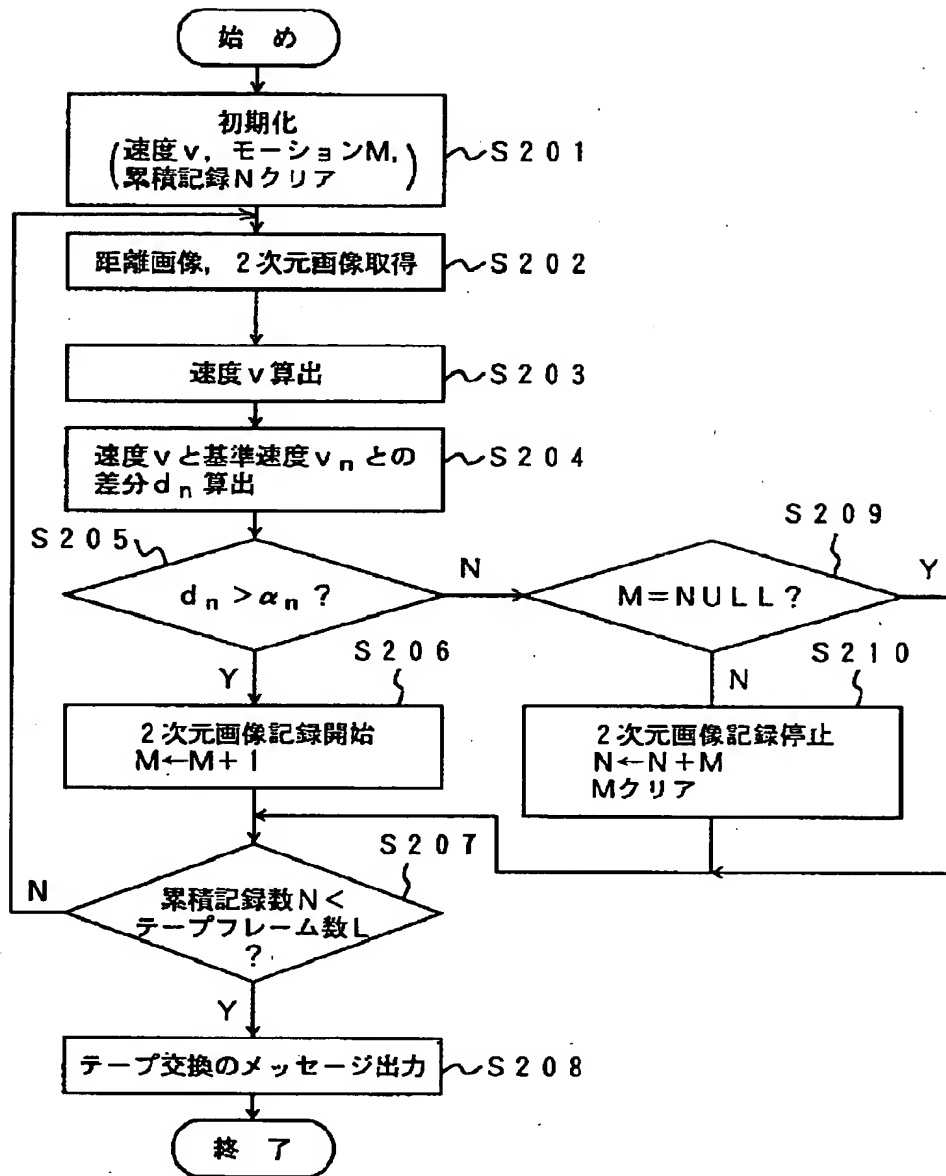 始 め
初期化
(速度v, モーションM,
累積記録Nクリア)
S201
距離画像, 2次元画像取得
S202
速度v算出
S203
速度vと基準速度vnとの
差分dn算出
S204
S205
dn>αn?
N
Y
S209
M=NULL?
Y
N
S206
2次元画像記録開始
M←M+1
S210
2次元画像記録停止
N←N+M
Mクリア
S207
累積記録数N<
テープフレーム数L
?
N
Y
テープ交換のメッセージ出力
S208
終 了